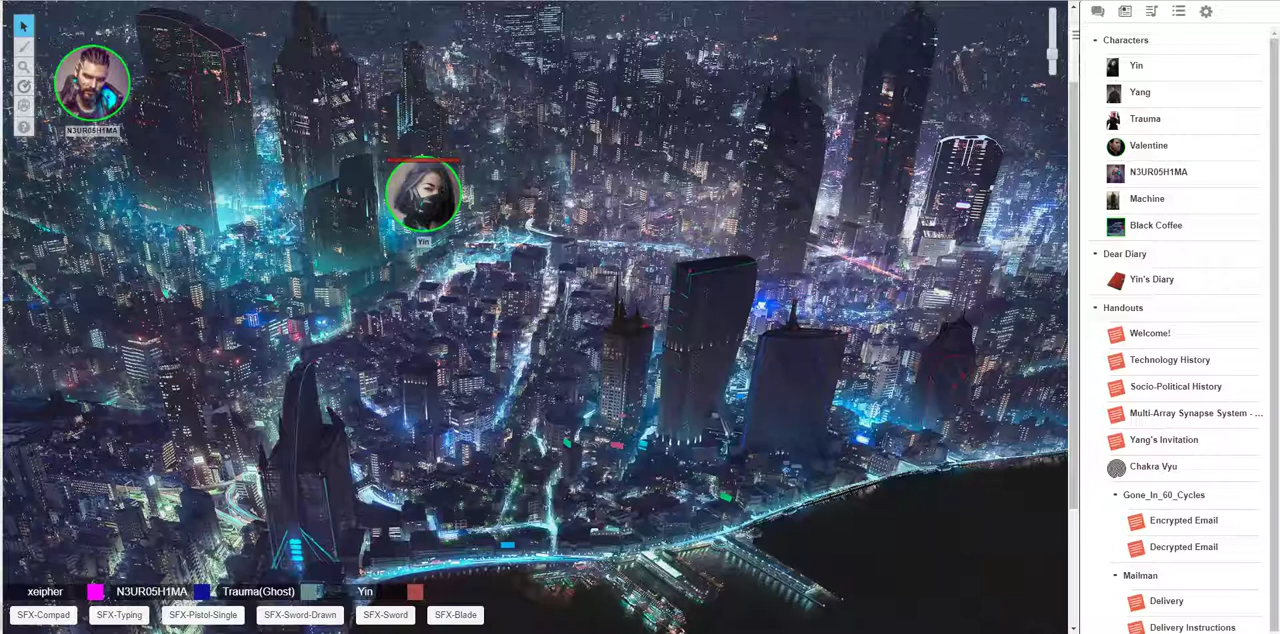 N3UR05H1MA
Yin
xeipher
N3UR05H1MA
Trauma(Ghost)
Yin
SFX-Compad
SFX-Typing
SFX-Pistol-Single
SFX-Sword-Drawn
SFX-Sword
SFX-Blade
Characters
Yin
Yang
Trauma
Valentine
N3UR05H1MA
Machine
Black Coffee
Dear Diary
Yin's Diary
Handouts
Welcome!
Technology History
Socio-Political History
Multi-Array Synapse System - ...
Yang's Invitation
Chakra Vyu
Gone_In_60_Cycles
Encrypted Email
Decrypted Email
Mailman
Delivery
Delivery Instructions